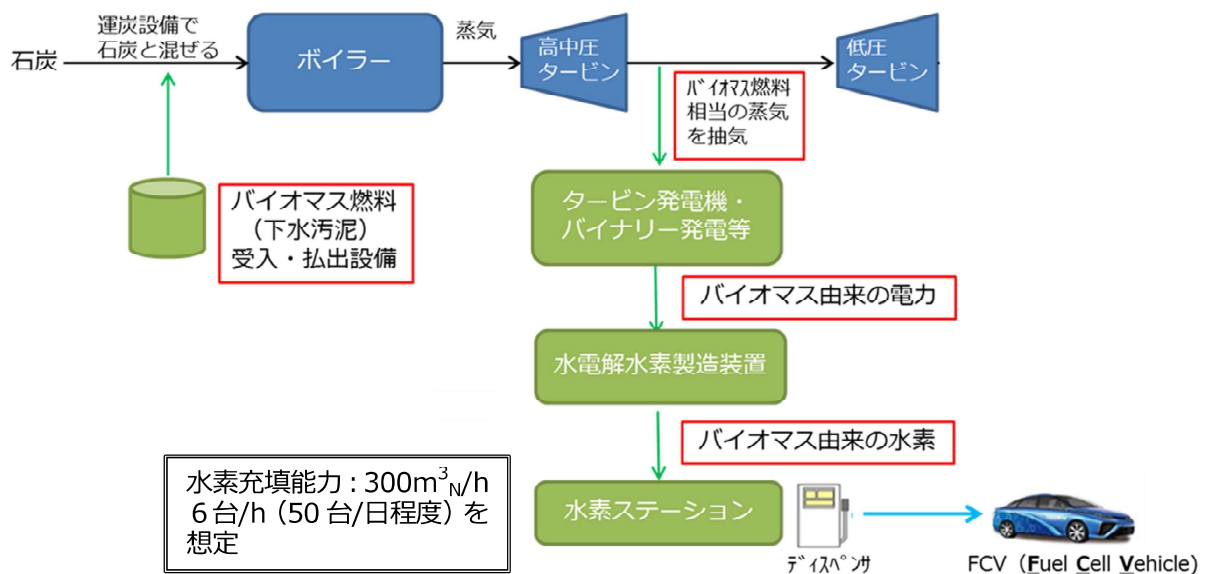 運炭設備で
石炭と混ぜる
石炭
ボイラー
蒸気
高中圧
タービン
低圧
タービン
ﾊﾞｲｵﾏｽ燃料
相当の蒸気
を抽気
バイオマス燃料
（下水汚泥）
受入・払出設備
タービン発電機・
バイナリー発電等
バイオマス由来の電力
水電解水素製造装置
バイオマス由来の水素
水素充填能力：300m³N/h
６台/h（50 台/日程度）を
想定
水素ステーション
ﾃﾞｨｽﾍﾟﾝｻ
FCV（Fuel Cell Vehicle）